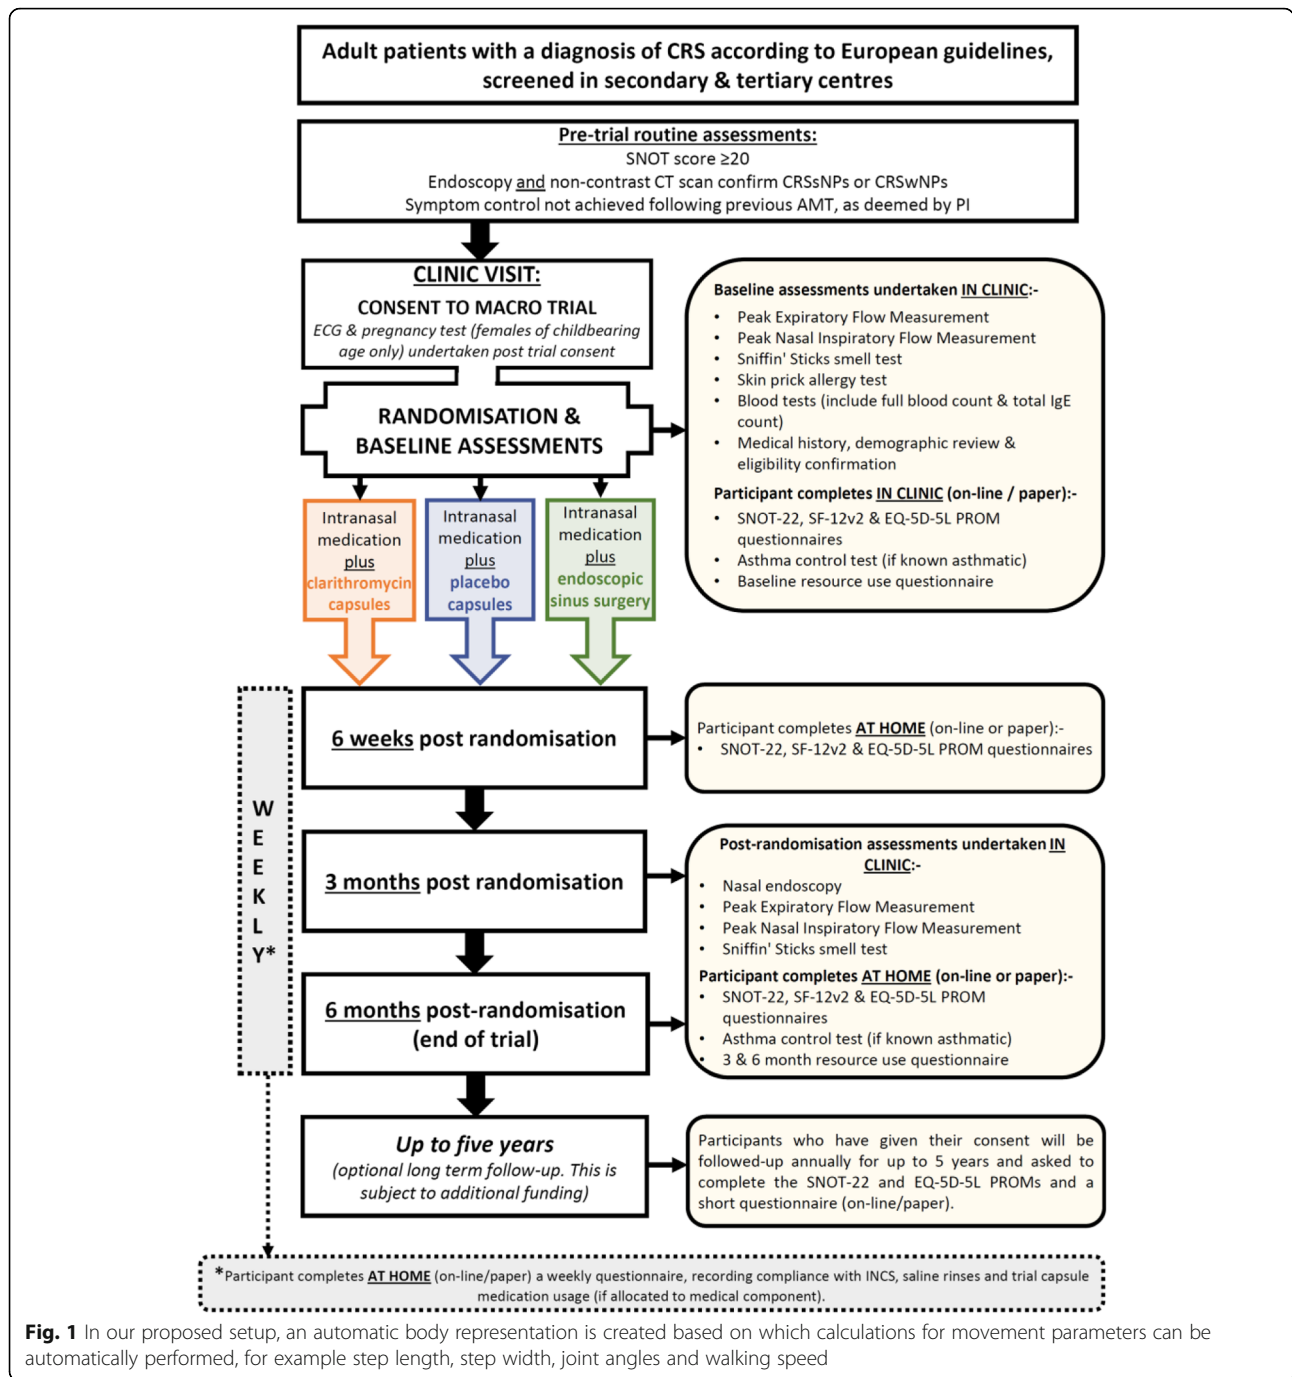 Adult patients with a diagnosis of CRS according to European guidelines,
screened in secondary & tertiary centres
Pre-trial routine assessments:
SNOT score ≥20
Endoscopy and non-contrast CT scan confirm CRSsNPs or CRSwNPs
Symptom control not achieved following previous AMT, as deemed by PI
CLINIC VISIT:
CONSENT TO MACRO TRIAL
ECG & pregnancy test (females of childbearing
age only) undertaken post trial consent
RANDOMISATION &
BASELINE ASSESSMENTS
Baseline assessments undertaken IN CLINIC:-
• Peak Expiratory Flow Measurement
• Peak Nasal Inspiratory Flow Measurement
• Sniffin' Sticks smell test
• Skin prick allergy test
• Blood tests (include full blood count & total IgE
count)
• Medical history, demographic review &
eligibility confirmation
Participant completes IN CLINIC (on-line / paper):-
• SNOT-22, SF-12v2 & EQ-5D-5L PROM
questionnaires
• Asthma control test (if known asthmatic)
• Baseline resource use questionnaire
Intranasal
medication
plus
clarithromycin
capsules
Intranasal
medication
plus
placebo
capsules
Intranasal
medication
plus
endoscopic
sinus surgery
WEEKLY*
6 weeks post randomisation
Participant completes AT HOME (on-line or paper):-
• SNOT-22, SF-12v2 & EQ-5D-5L PROM questionnaires
3 months post randomisation
6 months post-randomisation
(end of trial)
Post-randomisation assessments undertaken IN
CLINIC:-
• Nasal endoscopy
• Peak Expiratory Flow Measurement
• Peak Nasal Inspiratory Flow Measurement
• Sniffin' Sticks smell test
Participant completes AT HOME (on-line or paper):-
• SNOT-22, SF-12v2 & EQ-5D-5L PROM
questionnaires
• Asthma control test (if known asthmatic)
• 3 & 6 month resource use questionnaire
Up to five years
(optional long term follow-up. This is
subject to additional funding)
Participants who have given their consent will be
followed-up annually for up to 5 years and asked to
complete the SNOT-22 and EQ-5D-5L PROMs and a
short questionnaire (on-line/paper).
*Participant completes AT HOME (on-line/paper) a weekly questionnaire, recording compliance with INCS, saline rinses and trial capsule
medication usage (if allocated to medical component).
Fig. 1 In our proposed setup, an automatic body representation is created based on which calculations for movement parameters can be
automatically performed, for example step length, step width, joint angles and walking speed